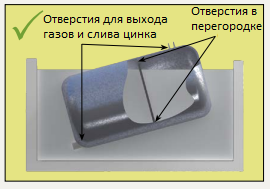 Отверстия для выхода
газов и слива цинка
Отверстия в
перегородке